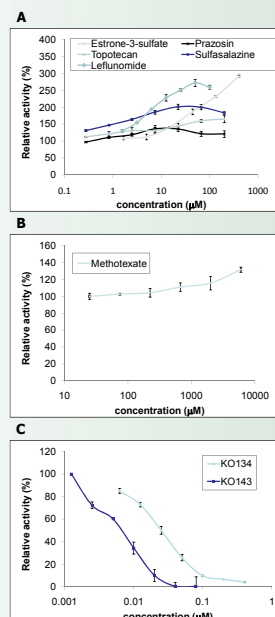 A
Estrone-3-sulfate Prazosin
Topotecan Sulfasalazine
Leflunomide
Relative activity (%)
400
350
300
250
200
150
100
50
0
0.1 1 10 100 1000
concentration (μM)
B
Methotexate
Relative activity (%)
160
140
120
100
80
60
40
20
0
10 100 1000 10000
concentration (μM)
C
KO134
KO143
Relative activity (%)
120
100
80
60
40
20
0
0.001 0.01 0.1 1
concentration (μM)